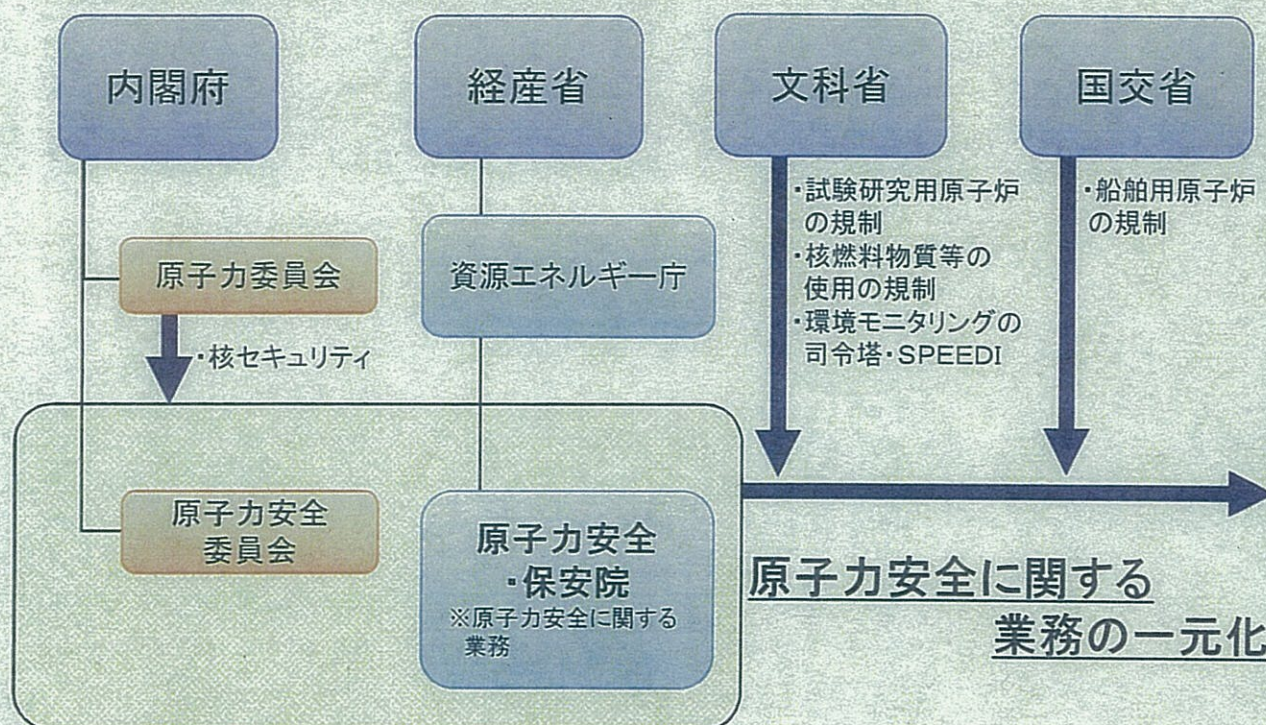 内閣府
経産省
文科省
国交省
・試験研究用原子炉
の規制
・核燃料物質等の
使用の規制
・環境モニタリングの
司令塔・SPEEDI
・船舶用原子炉
の規制
原子力委員会
資源エネルギー庁
・核セキュリティ
原子力安全
委員会
原子力安全
・保安院
※原子力安全に関する
業務
原子力安全に関する
業務の一元化